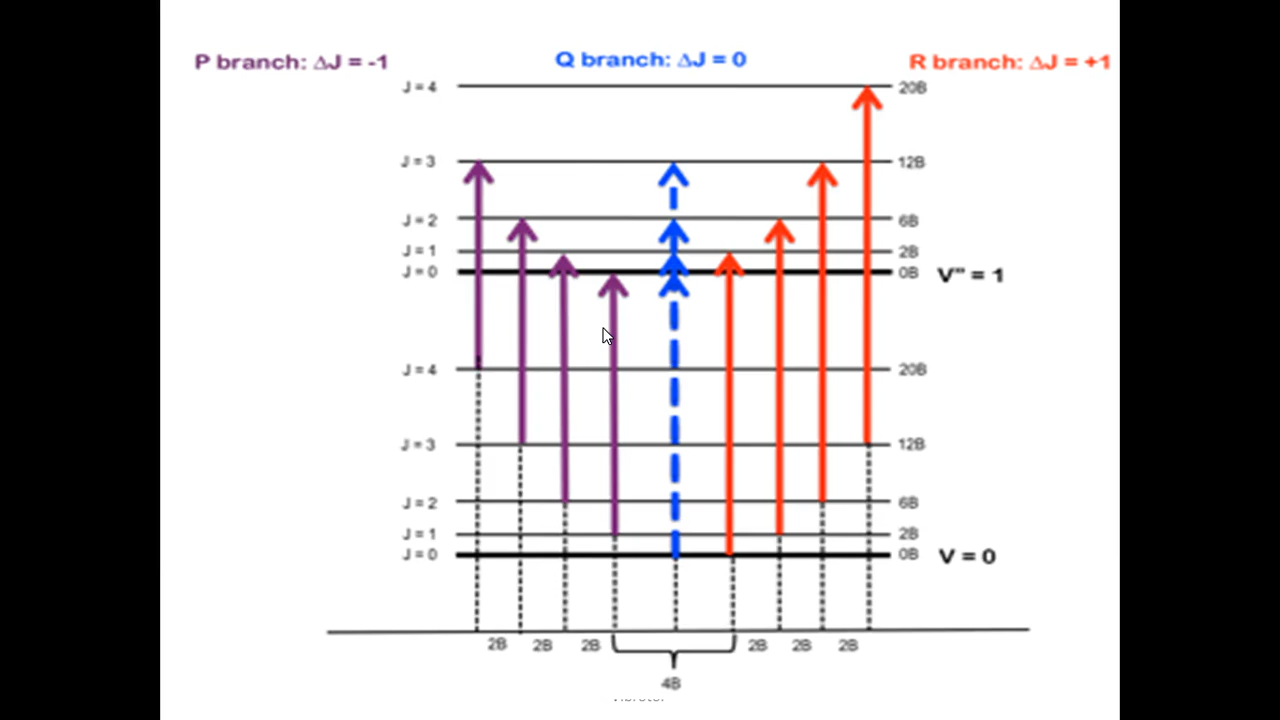 P branch: ΔJ = -1 Q branch: ΔJ = 0 R branch: ΔJ = +1
J = 4 20B
J = 3 12B
J = 2 6B
J = 1 2B
J = 0 0B V" = 1
J = 4 20B
J = 3 12B
J = 2 6B
J = 1 2B
J = 0 0B V = 0
2B 2B 2B 2B 2B 2B
4B